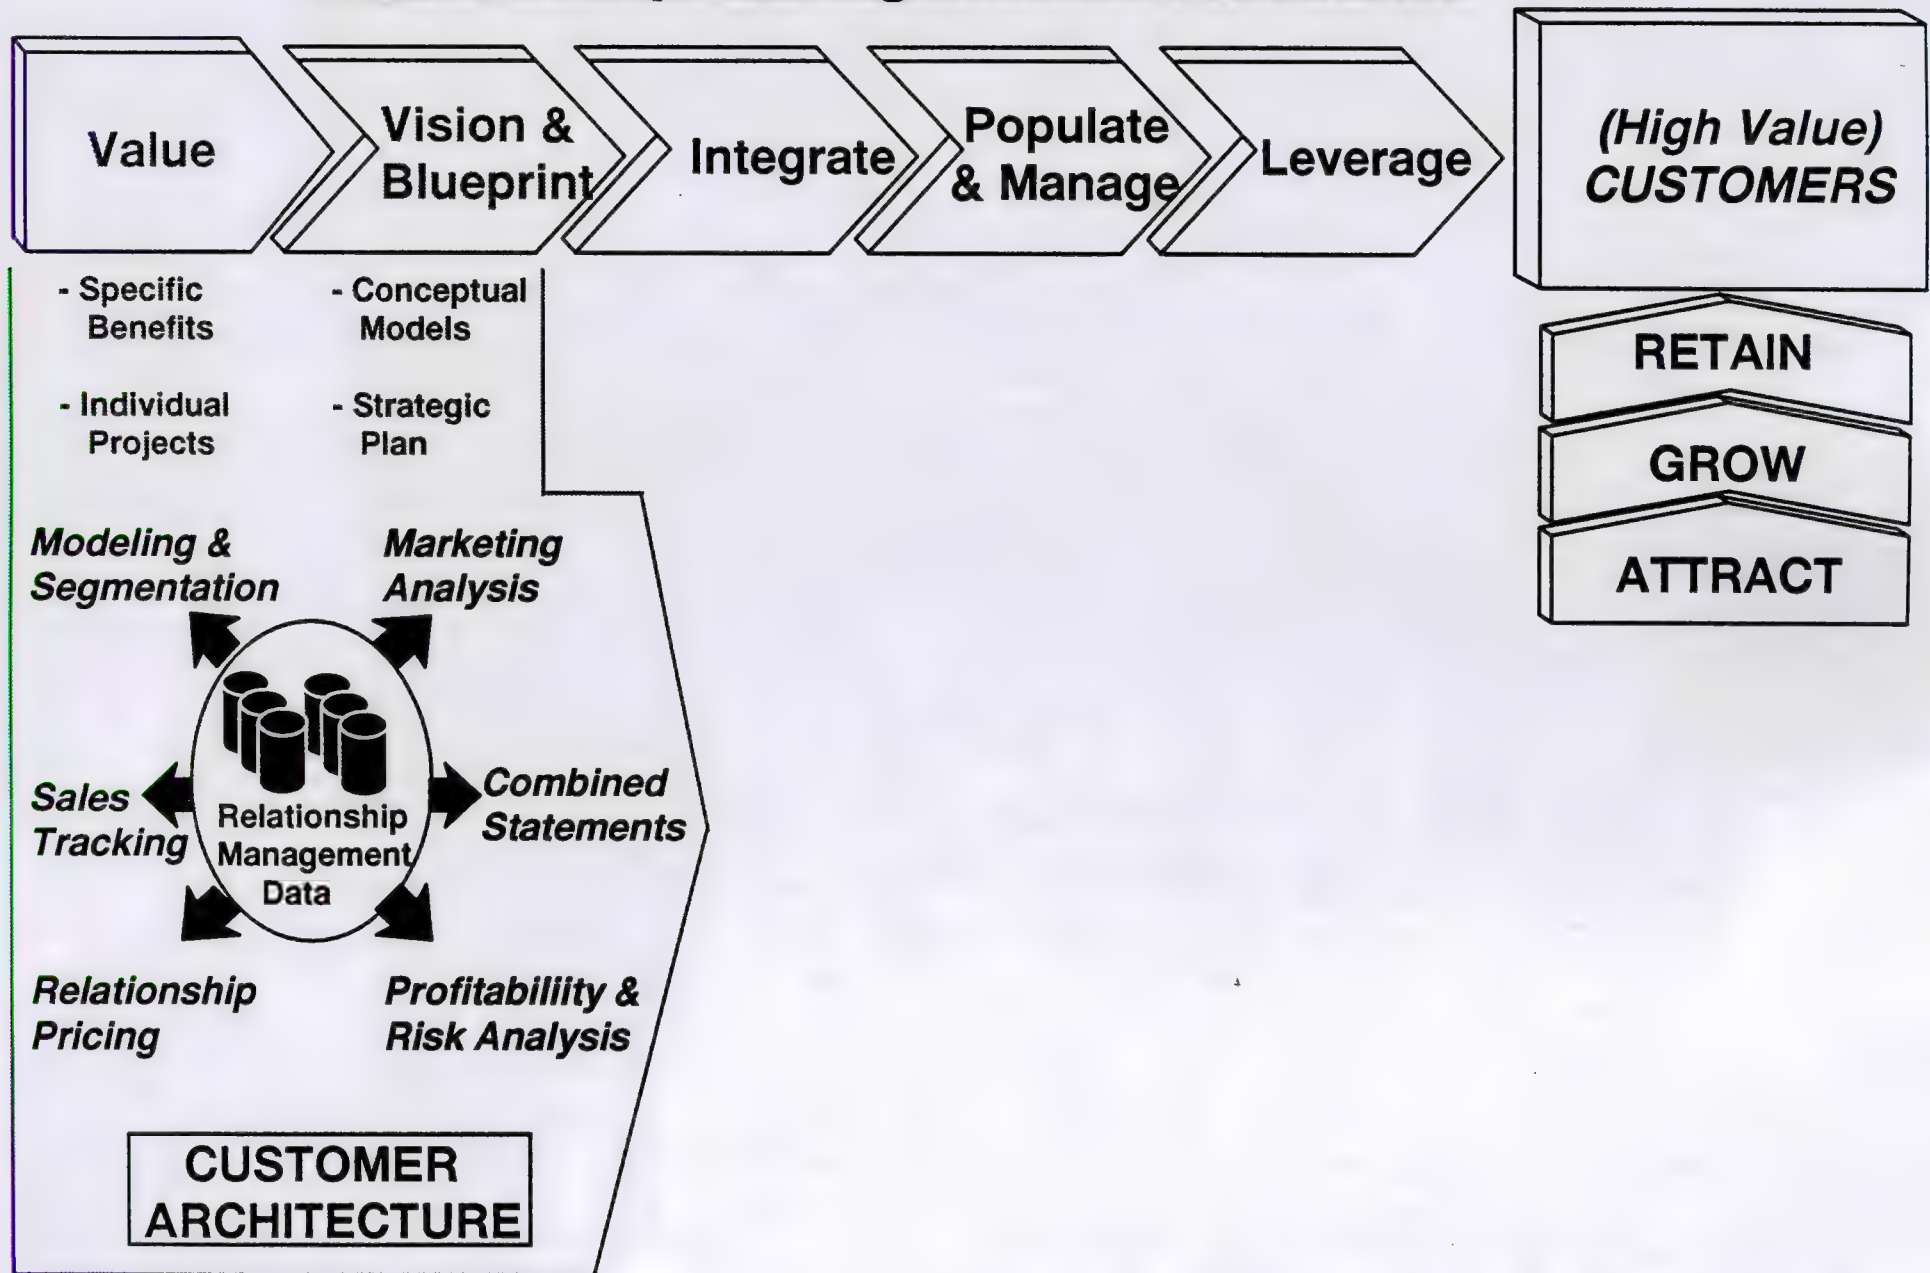 Value
Vision &
Blueprint
Integrate
Populate
& Manage
Leverage
(High Value)
CUSTOMERS
- Specific
Benefits
- Individual
Projects
- Conceptual
Models
- Strategic
Plan
RETAIN
GROW
ATTRACT
Modeling &
Segmentation
Marketing
Analysis
Sales
Tracking
Relationship
Management
Data
Combined
Statements
Relationship
Pricing
Profitabiliity &
Risk Analysis
CUSTOMER
ARCHITECTURE